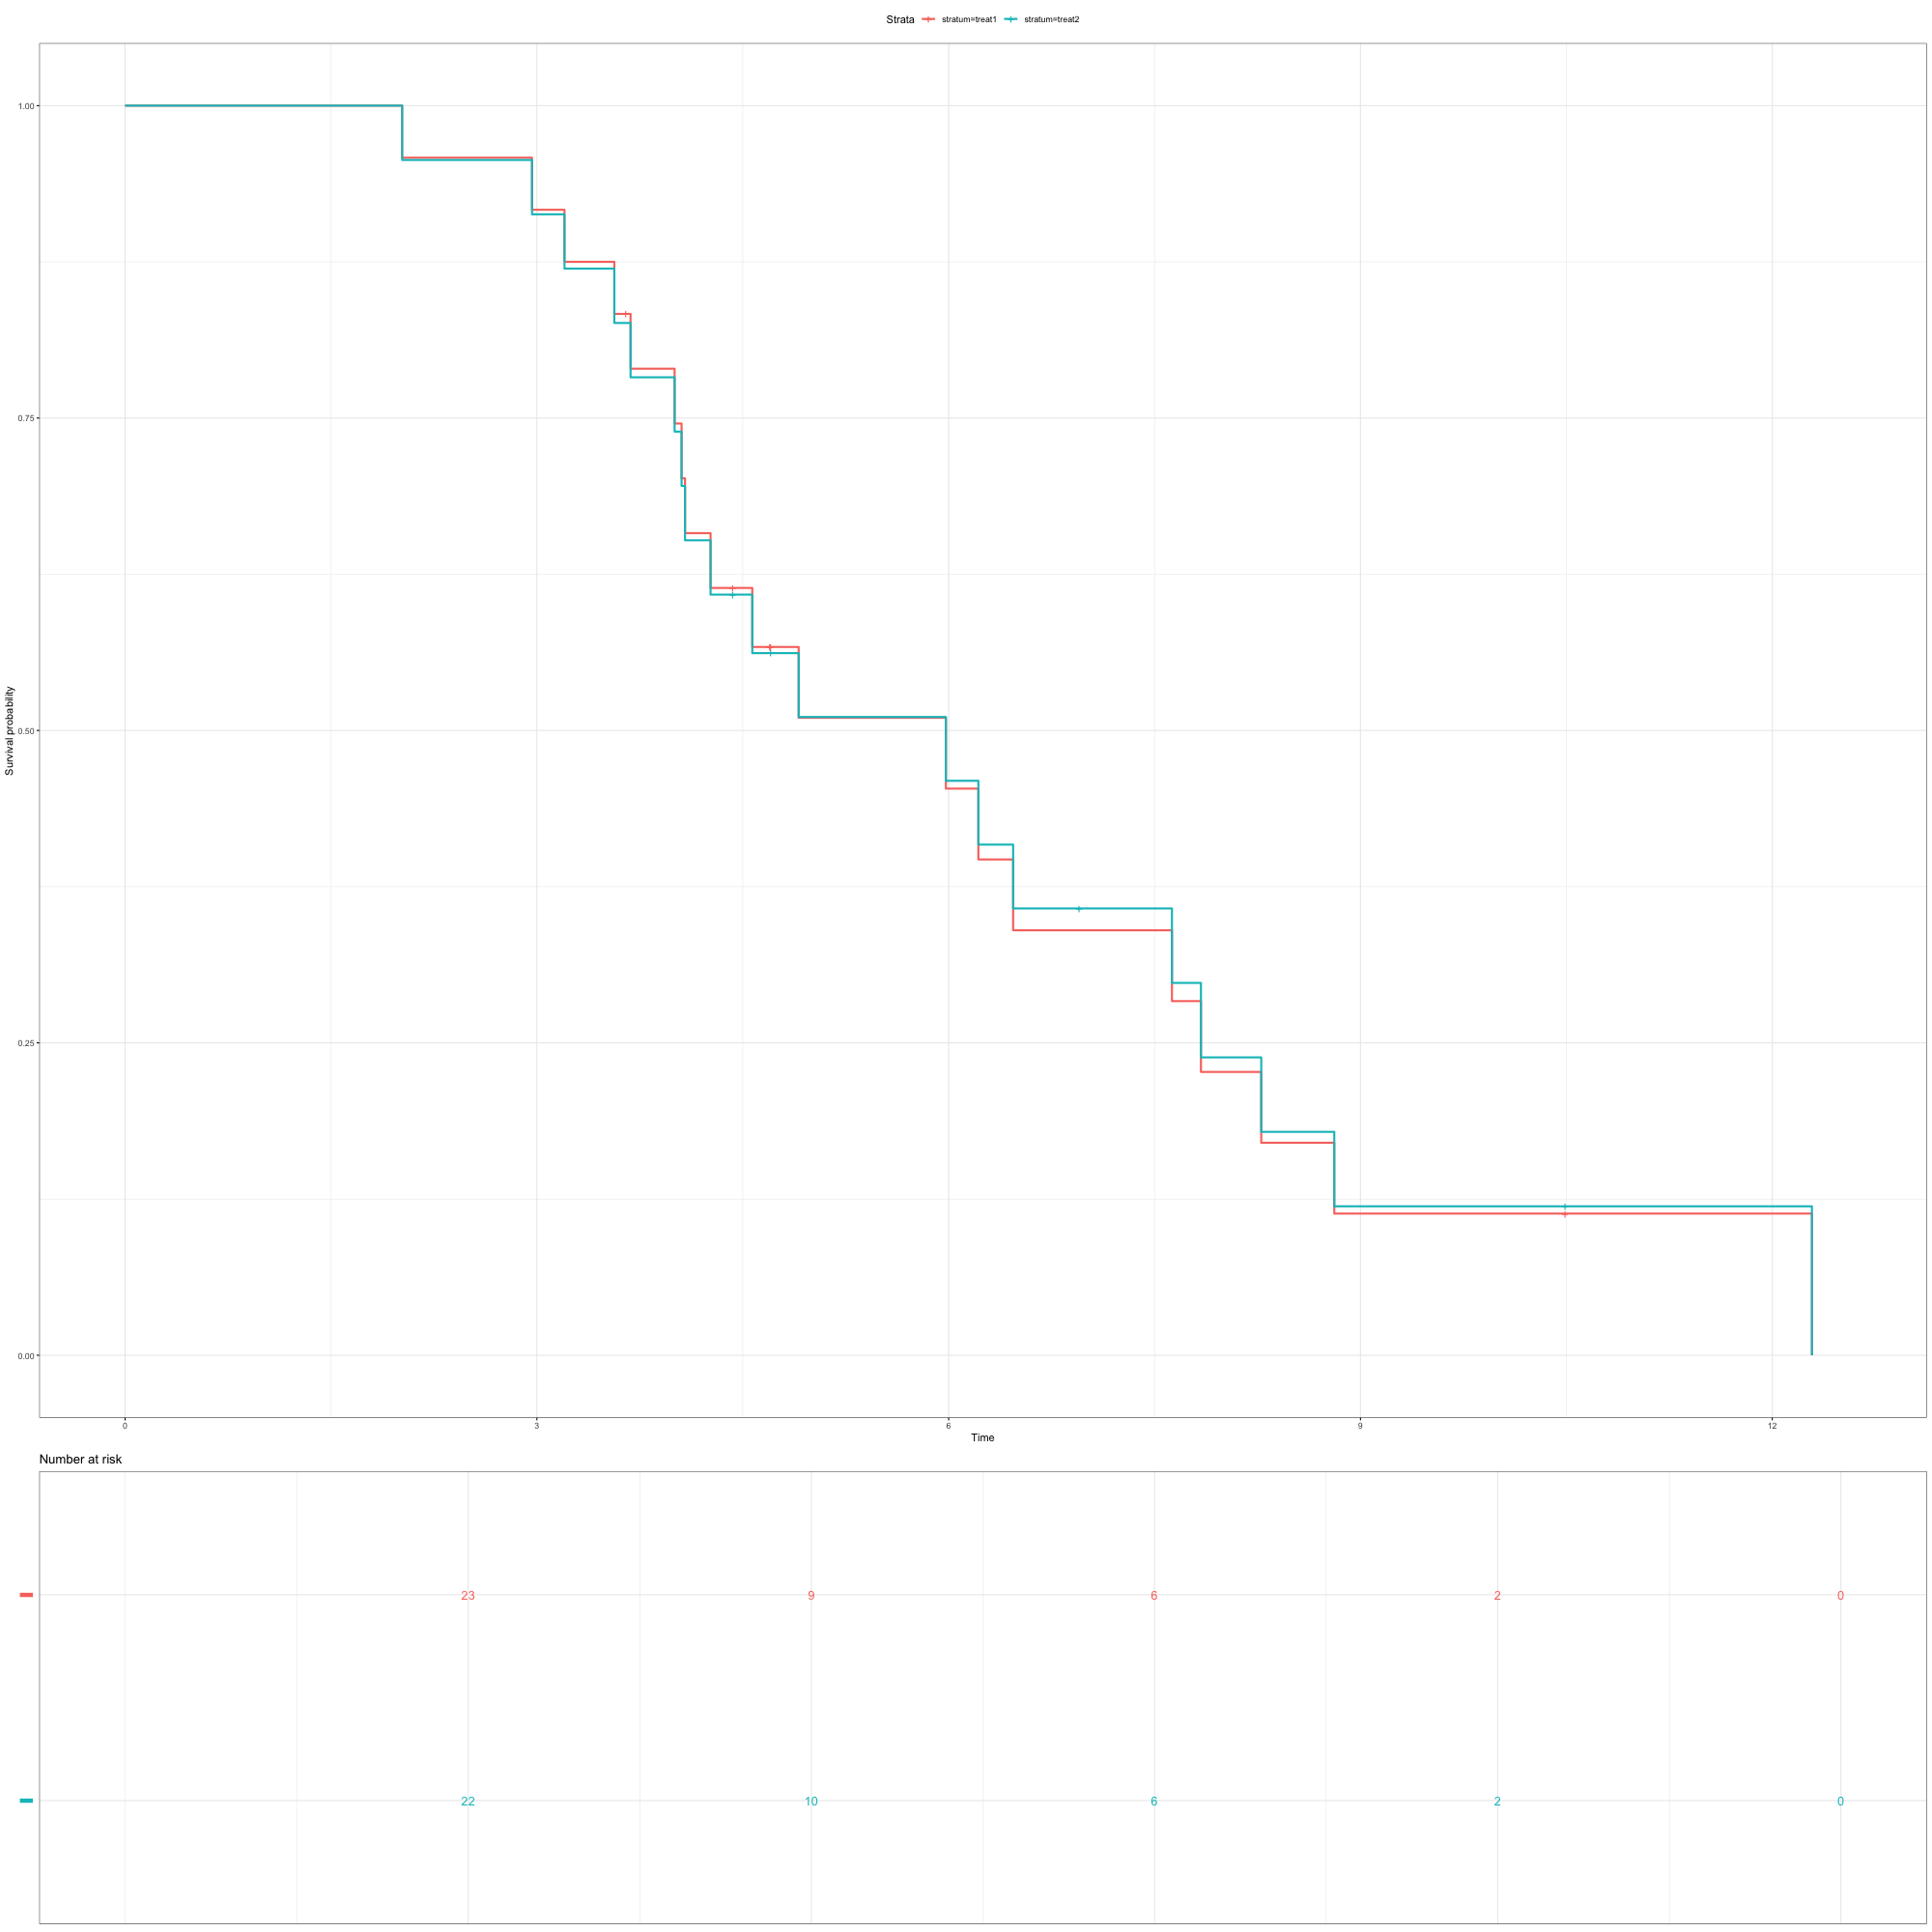 Strata stratum=treat1 stratum=treat2
1.00
0.75
0.50
0.25
0.00
Survival probability
0 3 6 9 12
Time
Number at risk
23 9 6 2 0
22 10 6 2 0